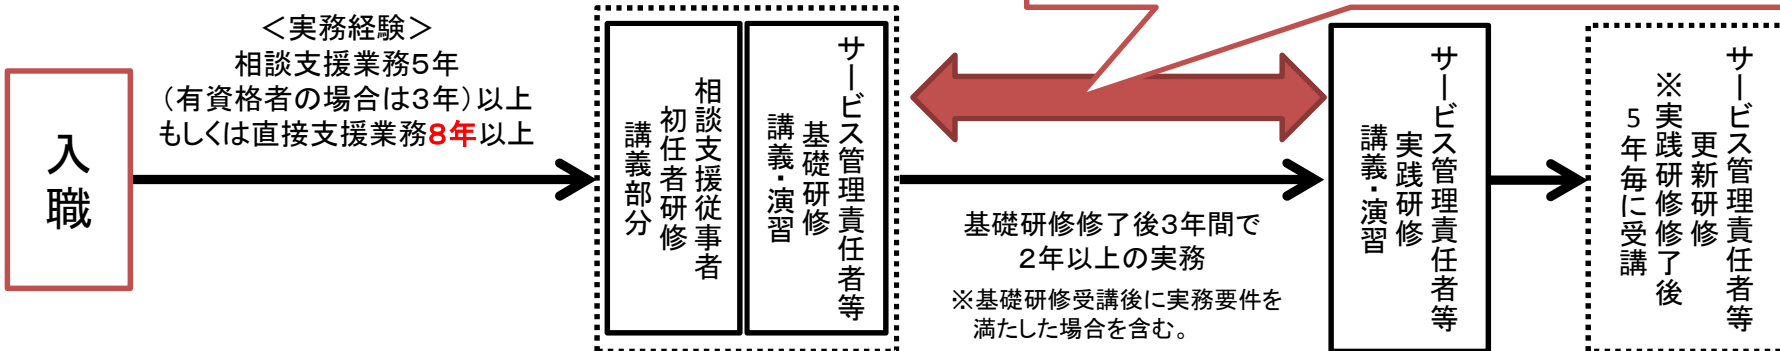 入職
＜実務経験＞
相談支援業務５年
（有資格者の場合は３年）以上
もしくは直接支援業務８年以上
相談支援従事者
初任者研修
講義部分
サービス管理責任者等
基礎研修
講義・演習
基礎研修修了後３年間で
２年以上の実務
※基礎研修受講後に実務要件を
満たした場合を含む。
サービス管理責任者等
実践研修
講義・演習
サービス管理責任者等
更新研修
※実践研修修了後
５年毎に受講